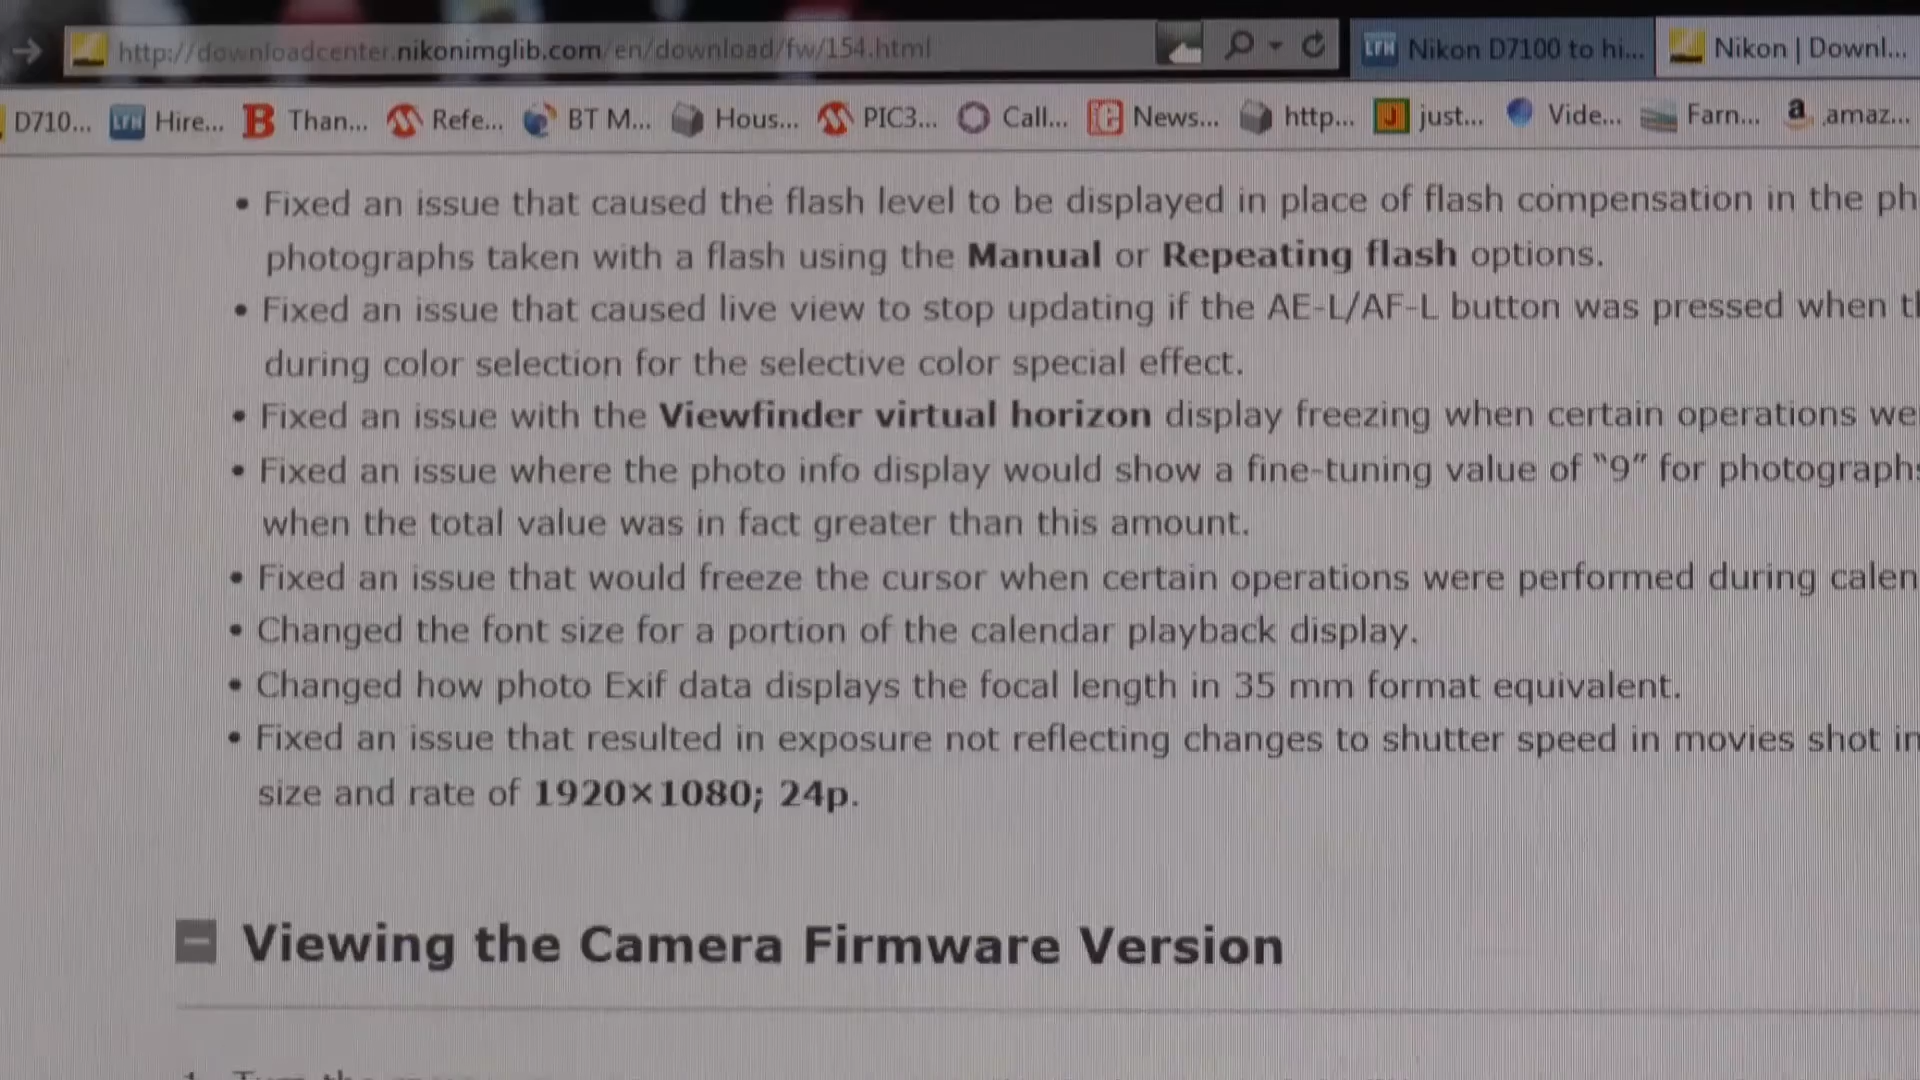 http://downloadcenter.nikonimglib.com/en/download/fw/154.html
LFH Nikon D7100 to hi...
Nikon | Downl...
D710... LFH Hire... B Than... Refe... BT M... Hous... PIC3... Call... News... http... J just... Vide... Farn... a amaz...
• Fixed an issue that caused the flash level to be displayed in place of flash compensation in the ph
photographs taken with a flash using the Manual or Repeating flash options.
• Fixed an issue that caused live view to stop updating if the AE-L/AF-L button was pressed when t
during color selection for the selective color special effect.
• Fixed an issue with the Viewfinder virtual horizon display freezing when certain operations we
• Fixed an issue where the photo info display would show a fine-tuning value of “9” for photographs
when the total value was in fact greater than this amount.
• Fixed an issue that would freeze the cursor when certain operations were performed during calen
• Changed the font size for a portion of the calendar playback display.
• Changed how photo Exif data displays the focal length in 35 mm format equivalent.
• Fixed an issue that resulted in exposure not reflecting changes to shutter speed in movies shot in
size and rate of 1920×1080; 24p.
Viewing the Camera Firmware Version